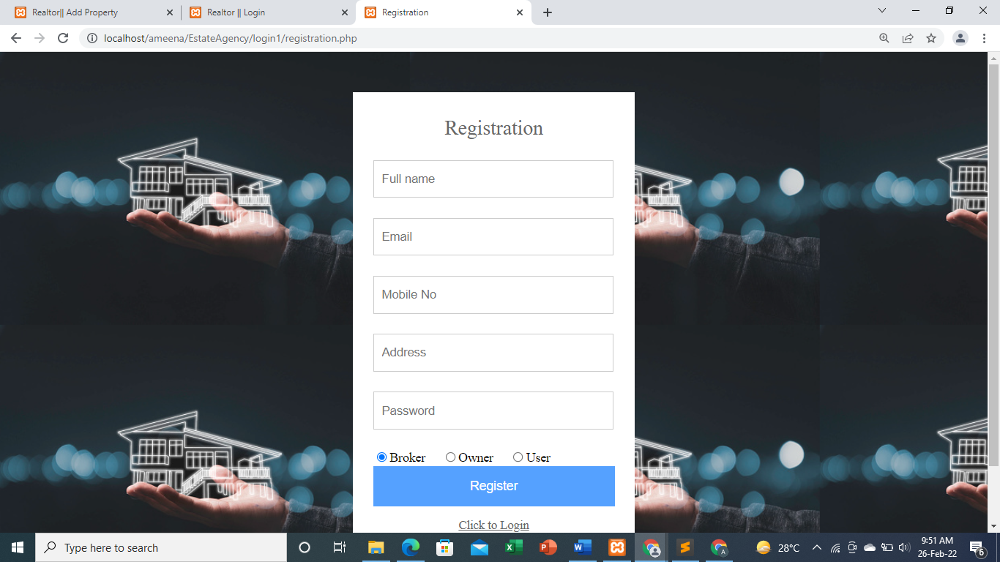 Realtor|| Add Property
Realtor || Login
Registration
localhost/ameena/EstateAgency/login1/registration.php
Registration
Full name
Email
Mobile No
Address
Password
Broker Owner User
Register
Click to Login
Type here to search
28°C
9:51 AM
26-Feb-22
6